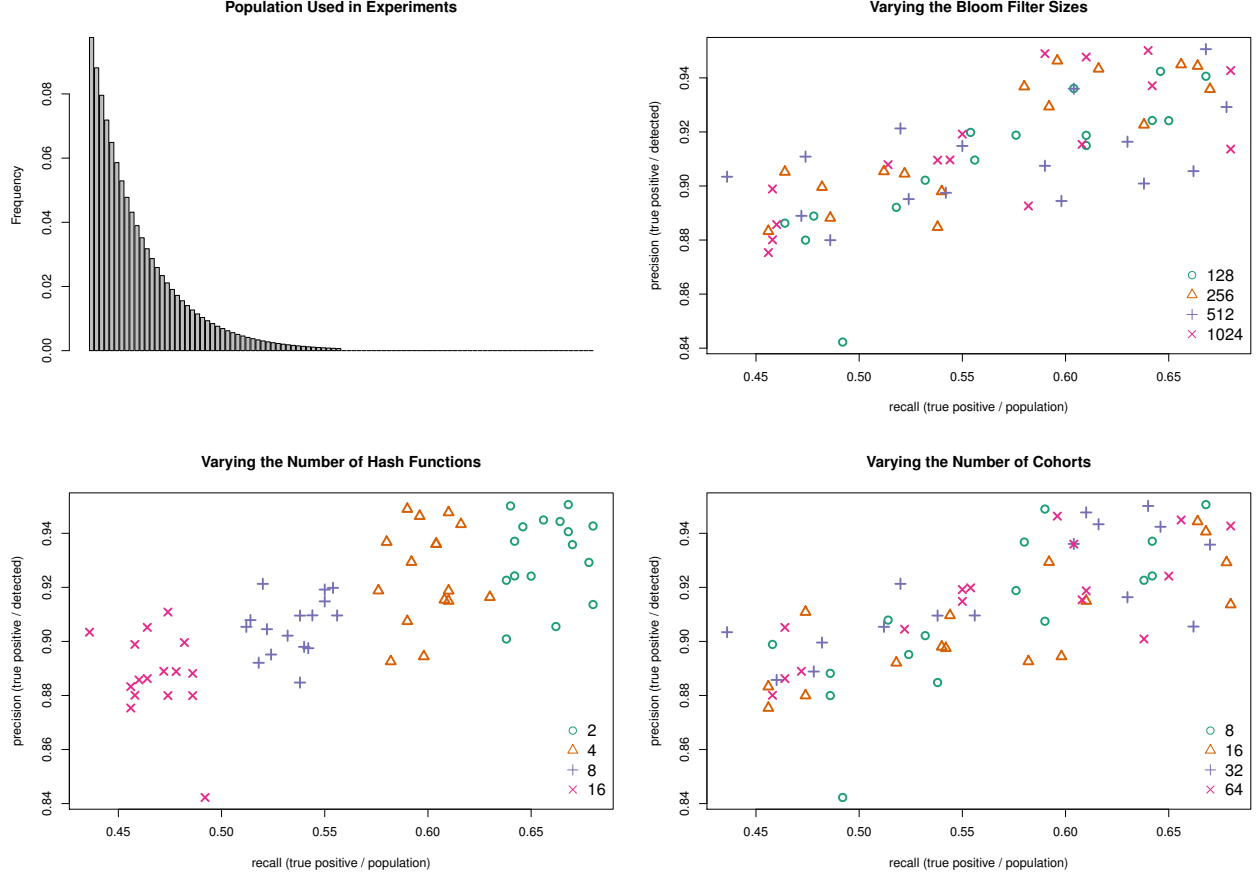 Population Used in Experiments
Frequency
0.00 0.02 0.04 0.06 0.08
Varying the Bloom Filter Sizes
precision (true positive / detected)
0.84 0.86 0.88 0.90 0.92 0.94
128
256
512
1024
0.45 0.50 0.55 0.60 0.65
recall (true positive / population)
Varying the Number of Hash Functions
precision (true positive / detected)
0.84 0.86 0.88 0.90 0.92 0.94
2
4
8
16
0.45 0.50 0.55 0.60 0.65
recall (true positive / population)
Varying the Number of Cohorts
precision (true positive / detected)
0.84 0.86 0.88 0.90 0.92 0.94
8
16
32
64
0.45 0.50 0.55 0.60 0.65
recall (true positive / population)